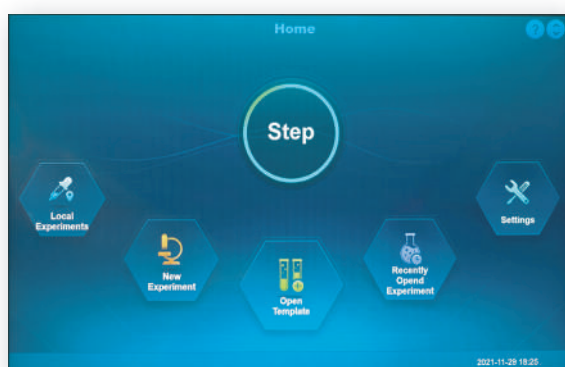 Home
?
Step
Local
Experiments
New
Experiment
Open
Template
Recently
Opend
Experiment
Settings
2021-11-29 18:25